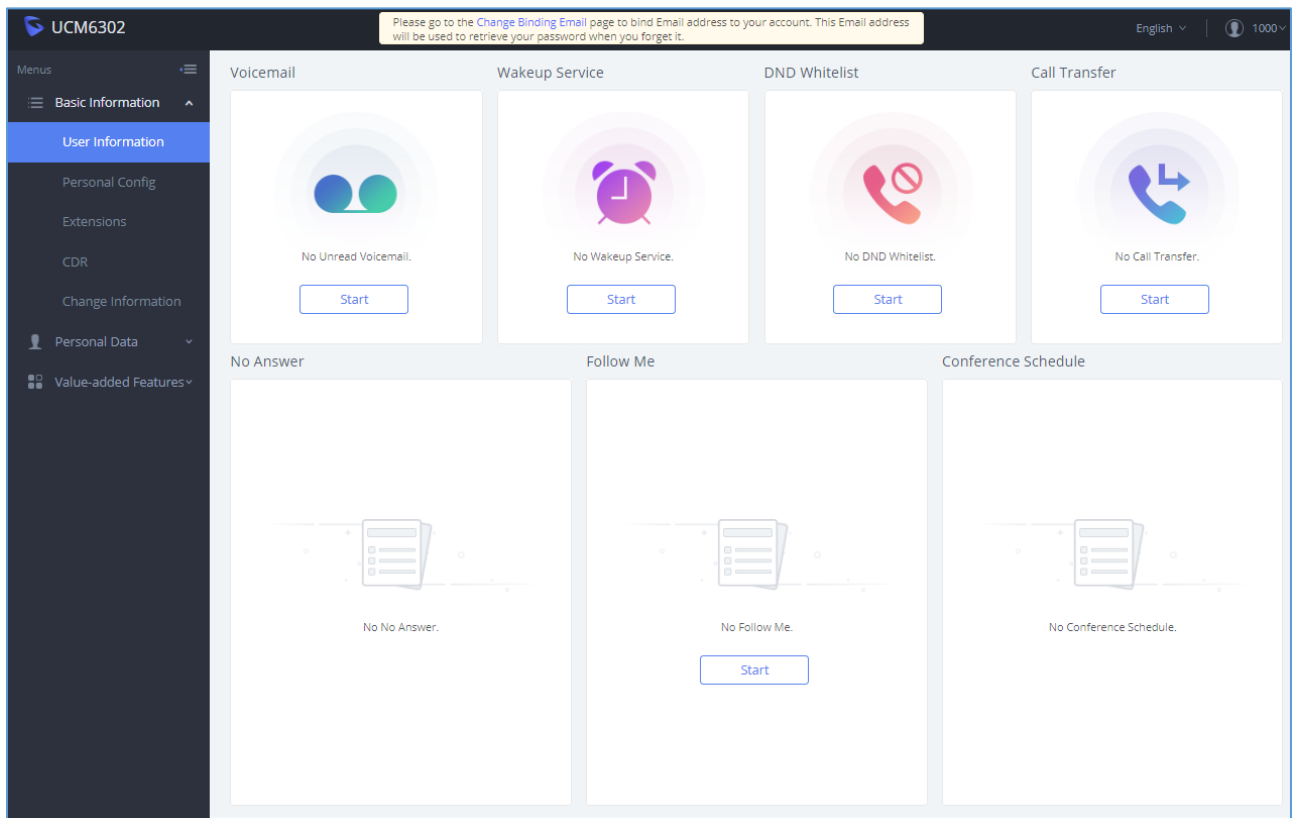 UCM6302
Please go to the Change Binding Email page to bind Email address to your account. This Email address
will be used to retrieve your password when you forget it.
English
1000
Menus
Basic Information
User Information
Personal Config
Extensions
CDR
Change Information
Personal Data
Value-added Features
Voicemail
Wakeup Service
DND Whitelist
Call Transfer
No Unread Voicemail.
No Wakeup Service.
No DND Whitelist.
No Call Transfer.
Start
Start
Start
Start
No Answer
Follow Me
Conference Schedule
No No Answer.
No Follow Me.
No Conference Schedule.
Start